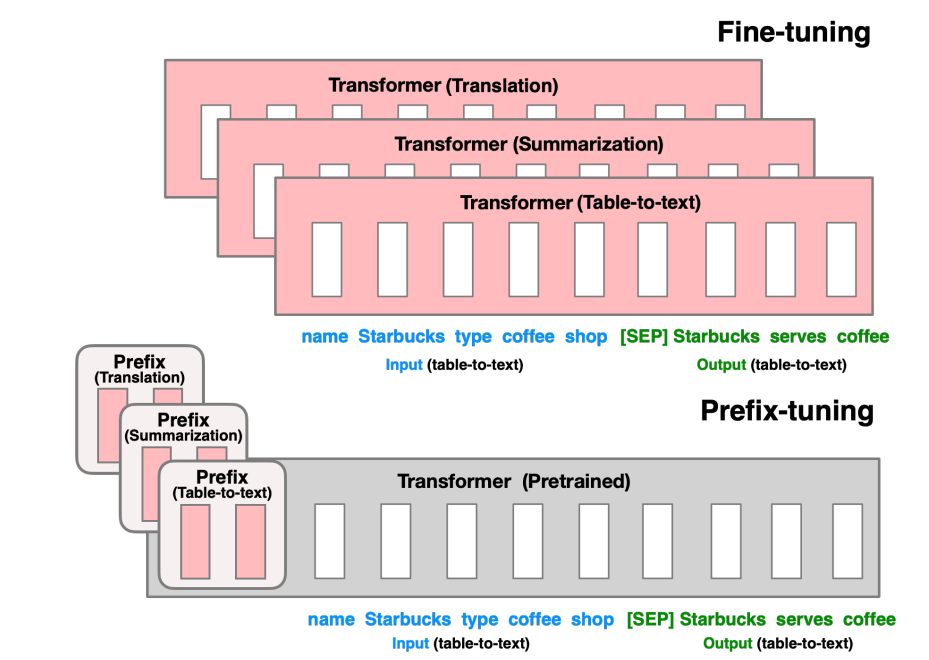 Fine-tuning
Transformer (Translation)
Transformer (Summarization)
Transformer (Table-to-text)
name Starbucks type coffee shop [SEP] Starbucks serves coffee
Input (table-to-text) Output (table-to-text)
Prefix-tuning
Prefix
(Translation)
Prefix
(Summarization)
Prefix
(Table-to-text)
Transformer (Pretrained)
name Starbucks type coffee shop [SEP] Starbucks serves coffee
Input (table-to-text) Output (table-to-text)